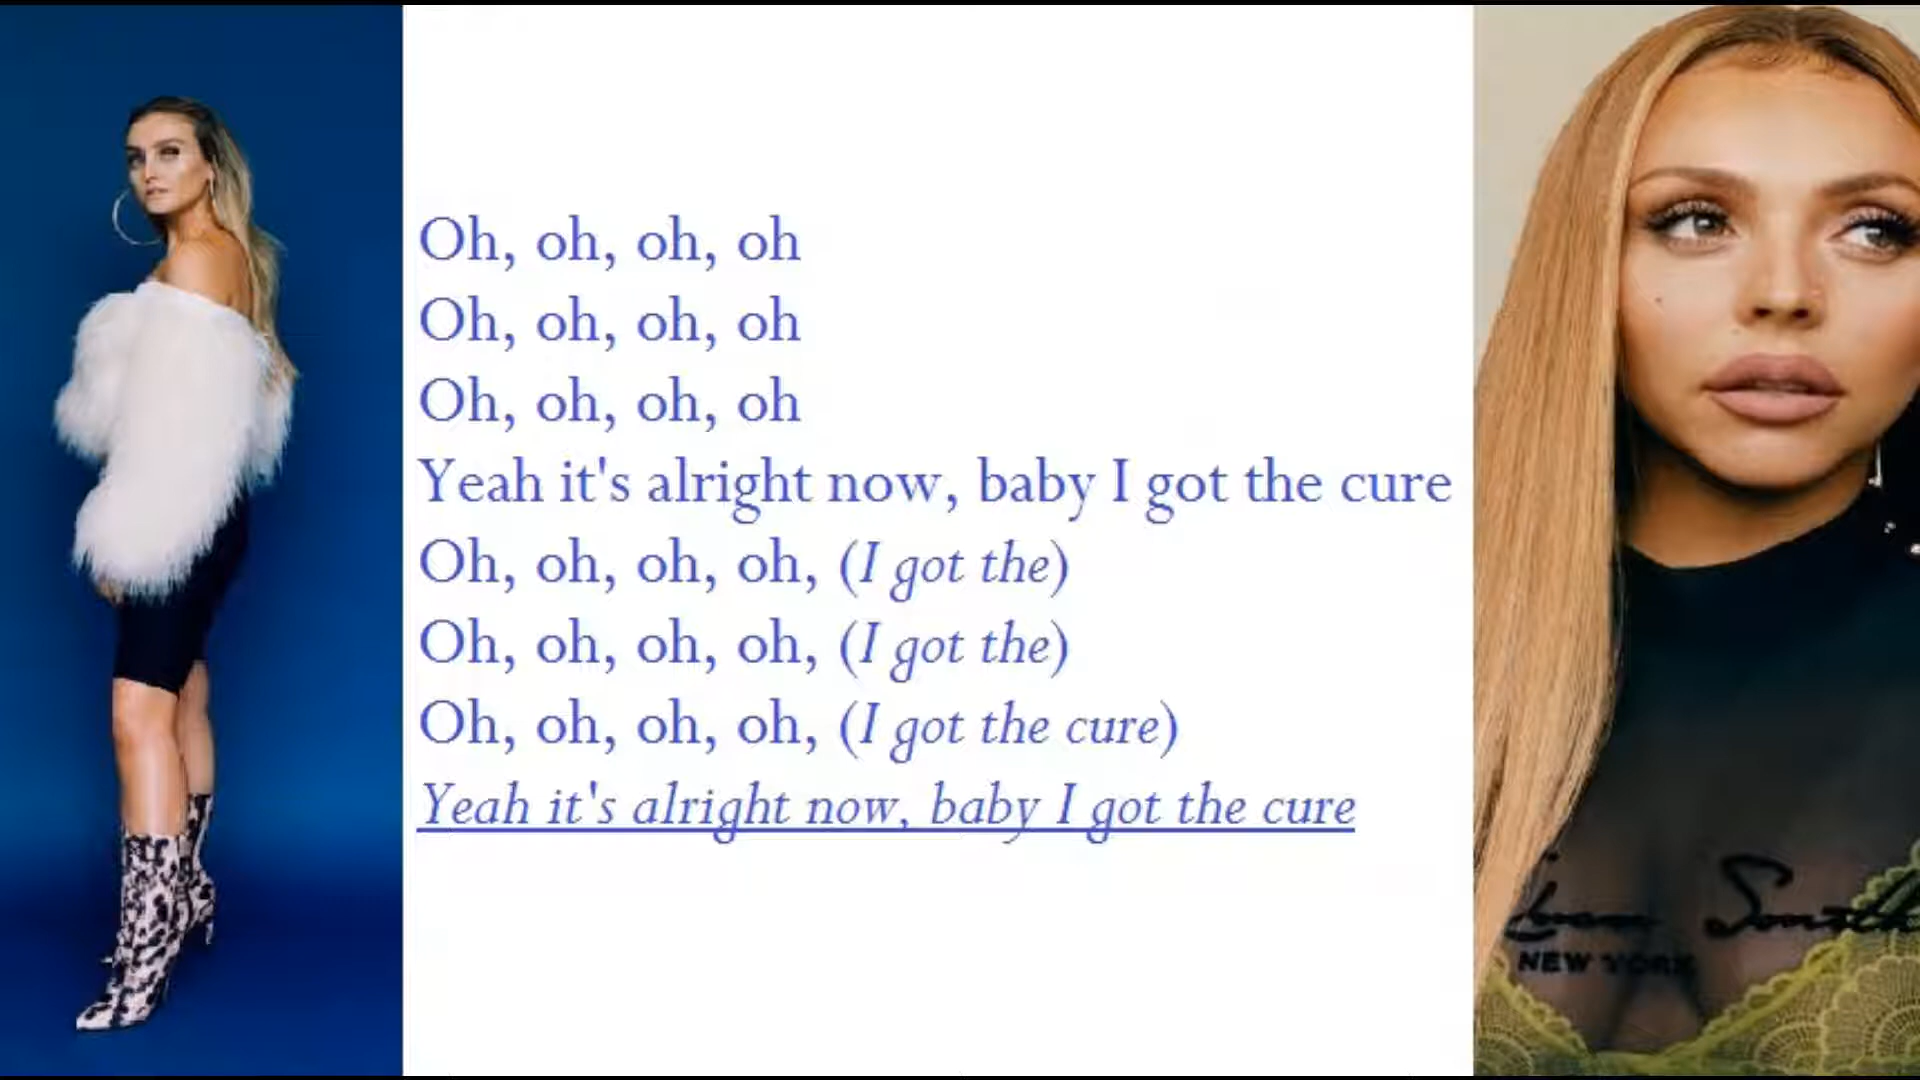 Oh, oh, oh, oh
Oh, oh, oh, oh
Oh, oh, oh, oh
Yeah it's alright now, baby I got the cure
Oh, oh, oh, oh, (I got the)
Oh, oh, oh, oh, (I got the)
Oh, oh, oh, oh, (I got the cure)
Yeah it's alright now, baby I got the cure
NEW YORK